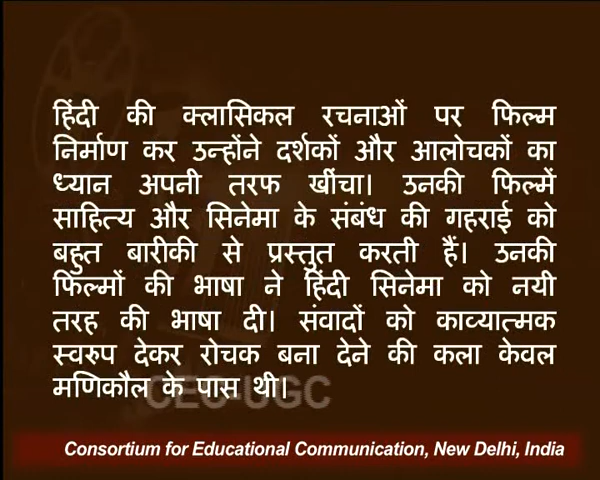 हिंदी की क्लासिकल रचनाओं पर फिल्म
निर्माण कर उन्होंने दर्शकों और आलोचकों का
ध्यान अपनी तरफ खींचा। उनकी फिल्में
साहित्य और सिनेमा के संबंध की गहराई को
बहुत बारीकी से प्रस्तुत करती हैं। उनकी
फिल्मों की भाषा ने हिंदी सिनेमा को नयी
तरह की भाषा दी। संवादों को काव्यात्मक
स्वरुप देकर रोचक बना देने की कला केवल
मणिकौल के पास थी।
CEC-UGC
Consortium for Educational Communication, New Delhi, India